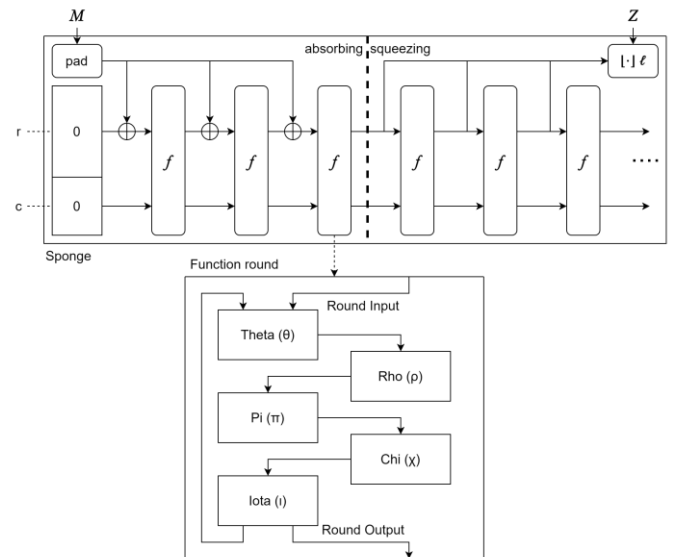 M Z
absorbing squeezing
pad ⌊·⌋ ℓ
r 0 f f f f f f
....
c 0
Sponge
Function round
Round Input
Theta (θ)
Rho (ρ)
Pi (π)
Chi (χ)
Iota (ι)
Round Output